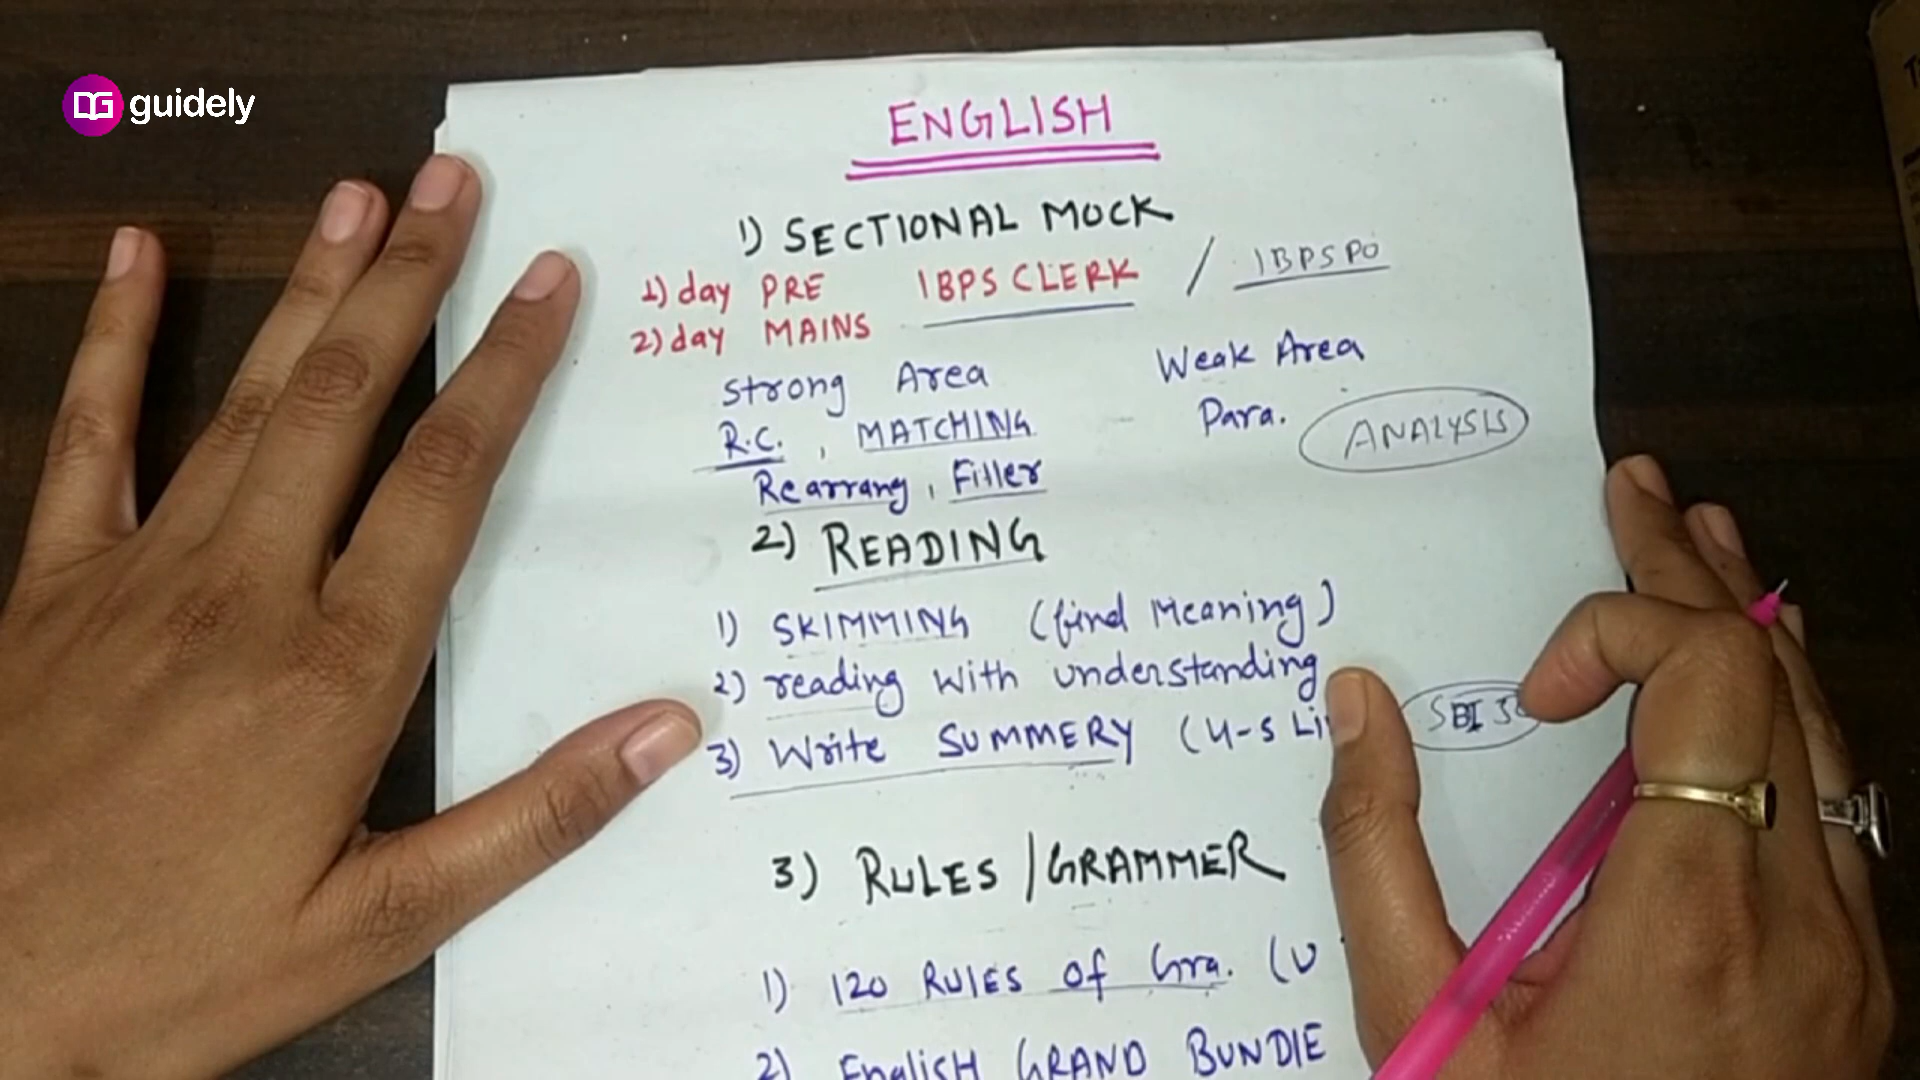 guidely
ENGLISH
1) SECTIONAL MOCK
1) day PRE IBPS CLERK / IBPS PO
2) day MAINS
Strong Area Weak Area
R.C., MATCHING Para. ANALYSIS
Rearrang, Filler
2) READING
1) SKIMMING (find Meaning)
2) reading with understanding
3) Write SUMMERY (4-5 Li
SBI
3) RULES / GRAMMER
1) 120 RULES of Gra. (
2) English GRAND BUNDLE